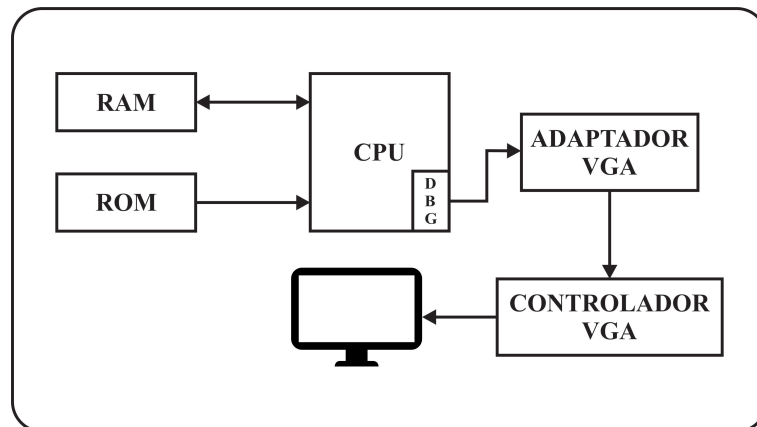 RAM
ROM
CPU
D
B
G
ADAPTADOR
VGA
CONTROLADOR
VGA